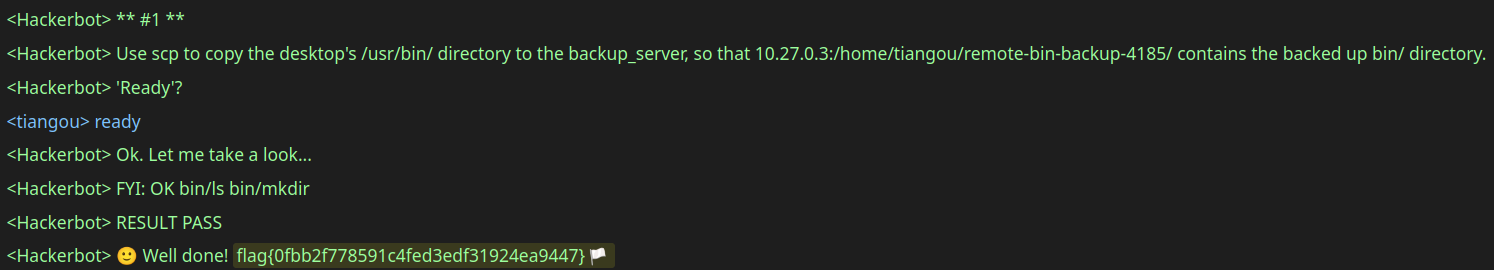 <Hackerbot> ** #1 **
<Hackerbot> Use scp to copy the desktop's /usr/bin/ directory to the backup_server, so that 10.27.0.3:/home/tiangou/remote-bin-backup-4185/ contains the backed up bin/ directory.
<Hackerbot> 'Ready'?
<tiangou> ready
<Hackerbot> Ok. Let me take a look...
<Hackerbot> FYI: OK bin/ls bin/mkdir
<Hackerbot> RESULT PASS
<Hackerbot> 🙂 Well done! flag{0fbb2f778591c4fed3edf31924ea9447} 🏳